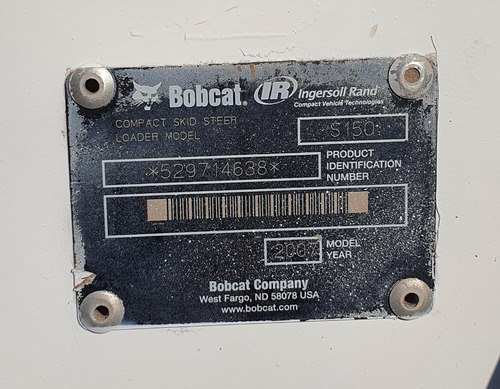 Bobcat. IR Ingersoll Rand
Compact Vehicle Technologies
COMPACT SKID STEER
LOADER MODEL
S150
*529714638*
PRODUCT
IDENTIFICATION
NUMBER
2007
MODEL
YEAR
Bobcat Company
West Fargo, ND 58078 USA
www.bobcat.com